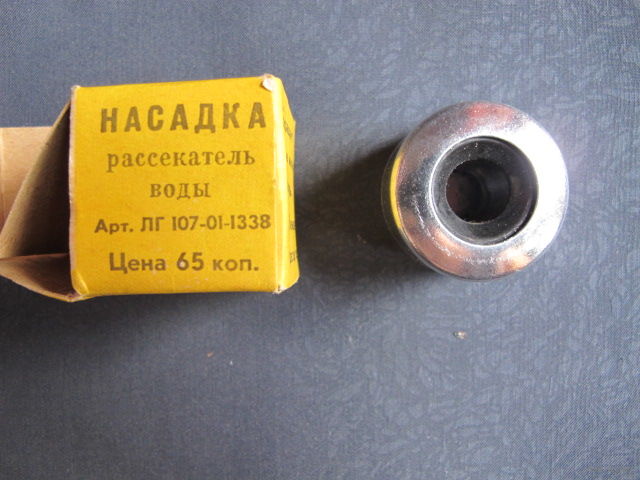 НАСАДКА
рассекатель
воды
Арт. ЛГ 107-01-1338
Цена 65 коп.